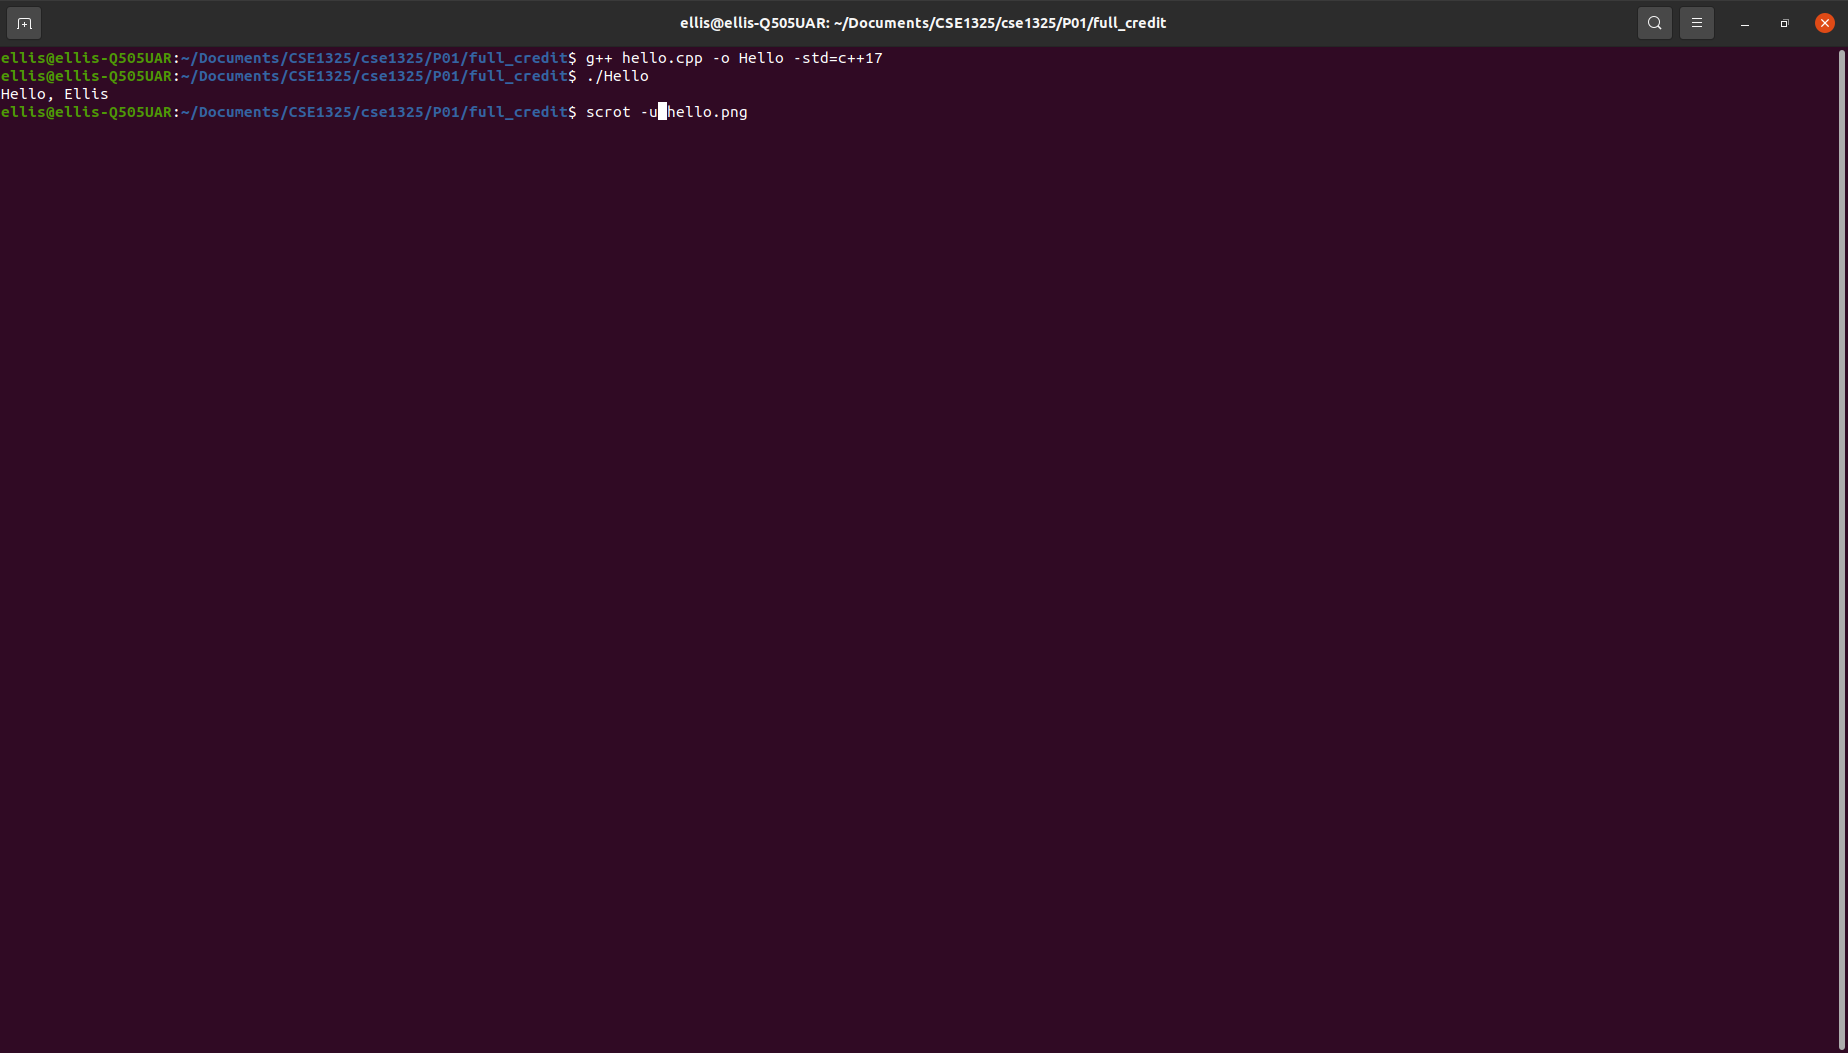 ellis@ellis-Q505UAR: ~/Documents/CSE1325/cse1325/P01/full_credit
ellis@ellis-Q505UAR:~/Documents/CSE1325/cse1325/P01/full_credit$ g++ hello.cpp -o Hello -std=c++17
ellis@ellis-Q505UAR:~/Documents/CSE1325/cse1325/P01/full_credit$ ./Hello
Hello, Ellis
ellis@ellis-Q505UAR:~/Documents/CSE1325/cse1325/P01/full_credit$ scrot -u hello.png